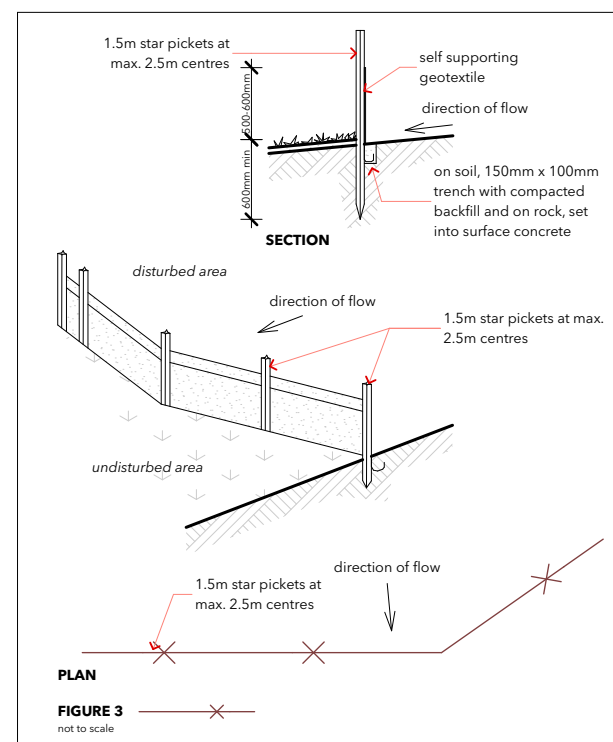 1.5m star pickets at
max. 2.5m centres
self supporting
geotextile
direction of flow
500-600mm
600mm min
on soil, 150mm x 100mm
trench with compacted
backfill and on rock, set
into surface concrete
SECTION
disturbed area
direction of flow
1.5m star pickets at max.
2.5m centres
undisturbed area
direction of flow
1.5m star pickets at
max. 2.5m centres
PLAN
FIGURE 3
not to scale